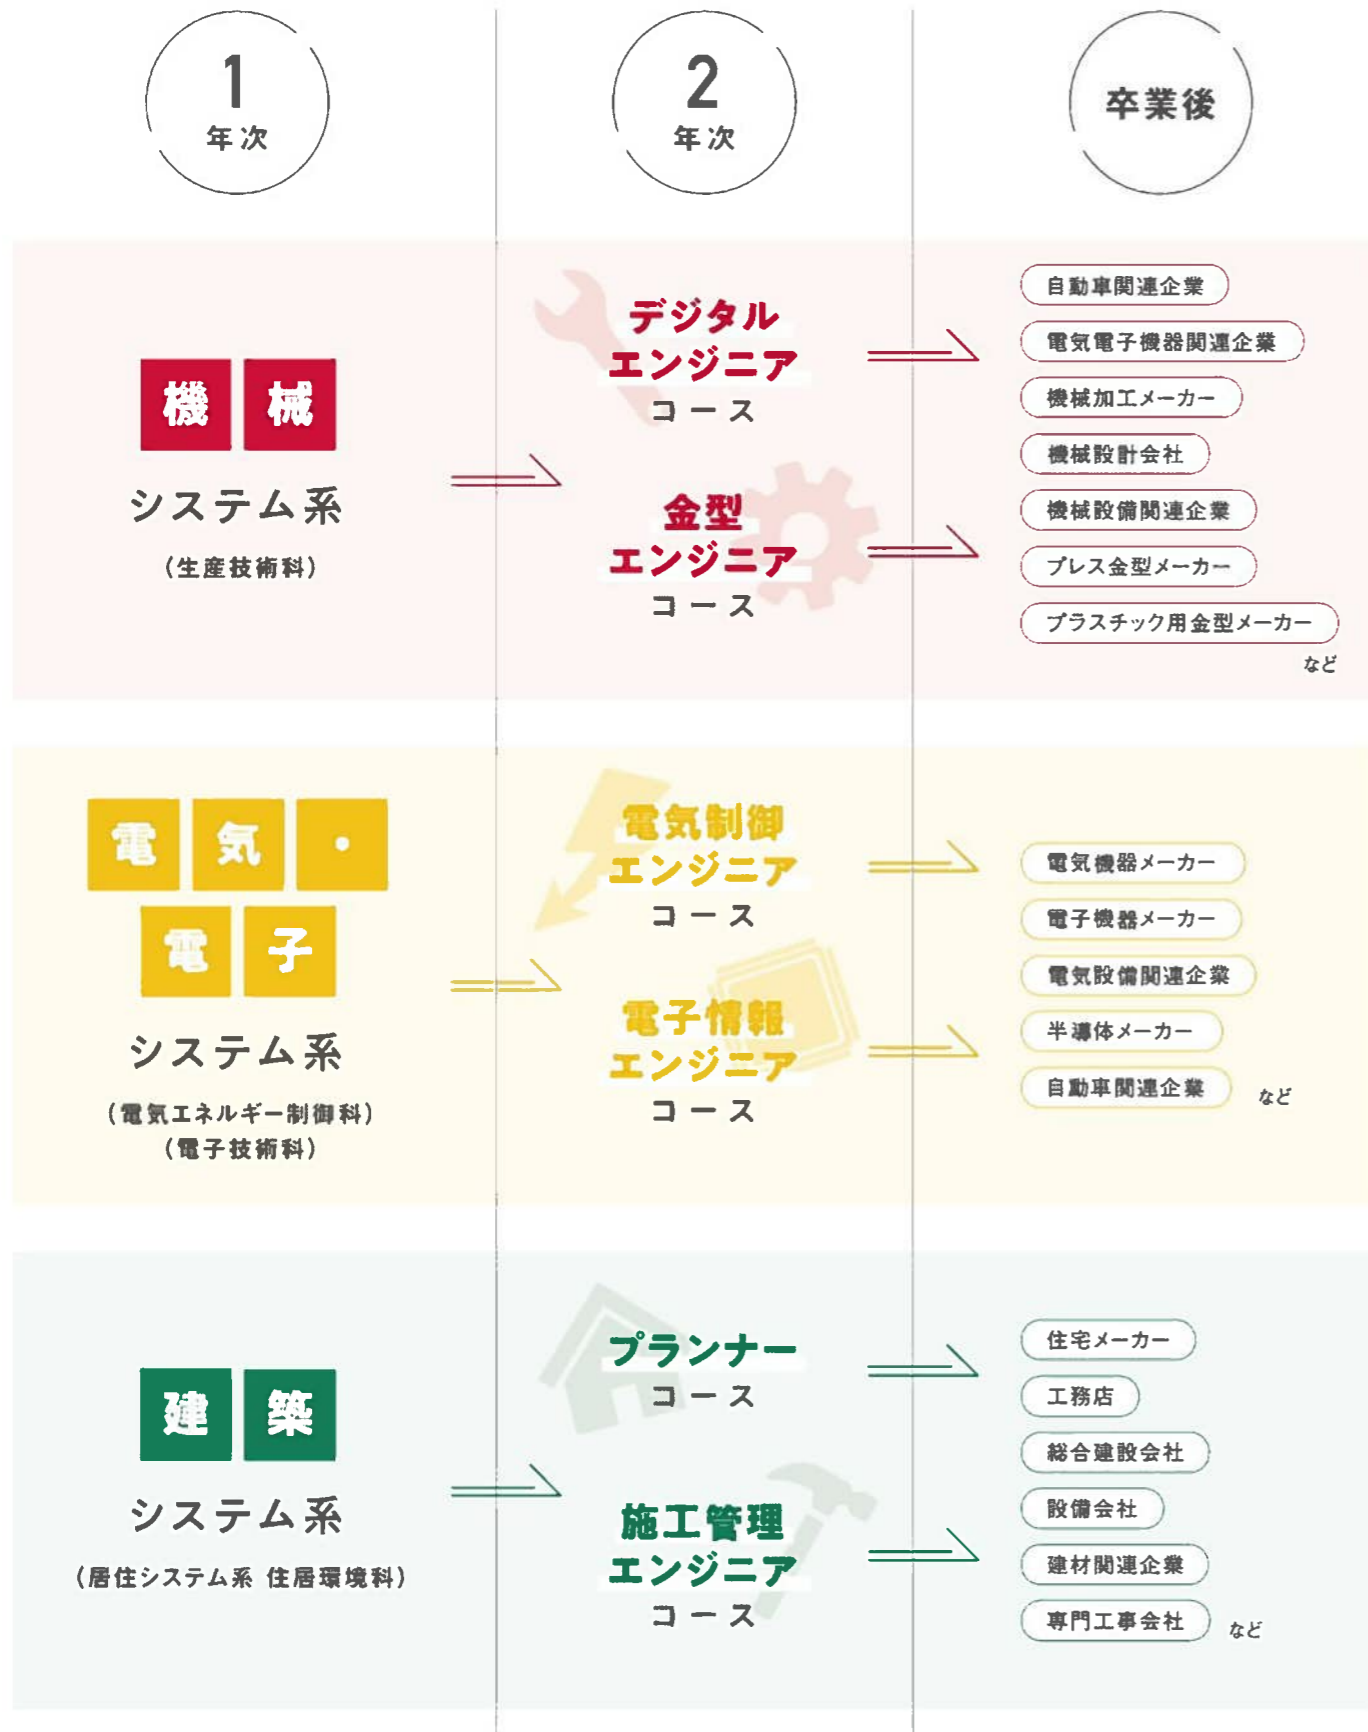 1
年次
2
年次
卒業後
機械
システム系
（生産技術科）
デジタル
エンジニア
コース
金型
エンジニア
コース
自動車関連企業
電気電子機器関連企業
機械加工メーカー
機械設計会社
機械設備関連企業
プレス金型メーカー
プラスチック用金型メーカー
など
電気・
電子
システム系
（電気エネルギー制御科）
（電子技術科）
電気制御
エンジニア
コース
電子情報
エンジニア
コース
電気機器メーカー
電子機器メーカー
電気設備関連企業
半導体メーカー
自動車関連企業
など
建築
システム系
（居住システム系 住居環境科）
プランナー
コース
施工管理
エンジニア
コース
住宅メーカー
工務店
総合建設会社
設備会社
建材関連企業
専門工事会社
など